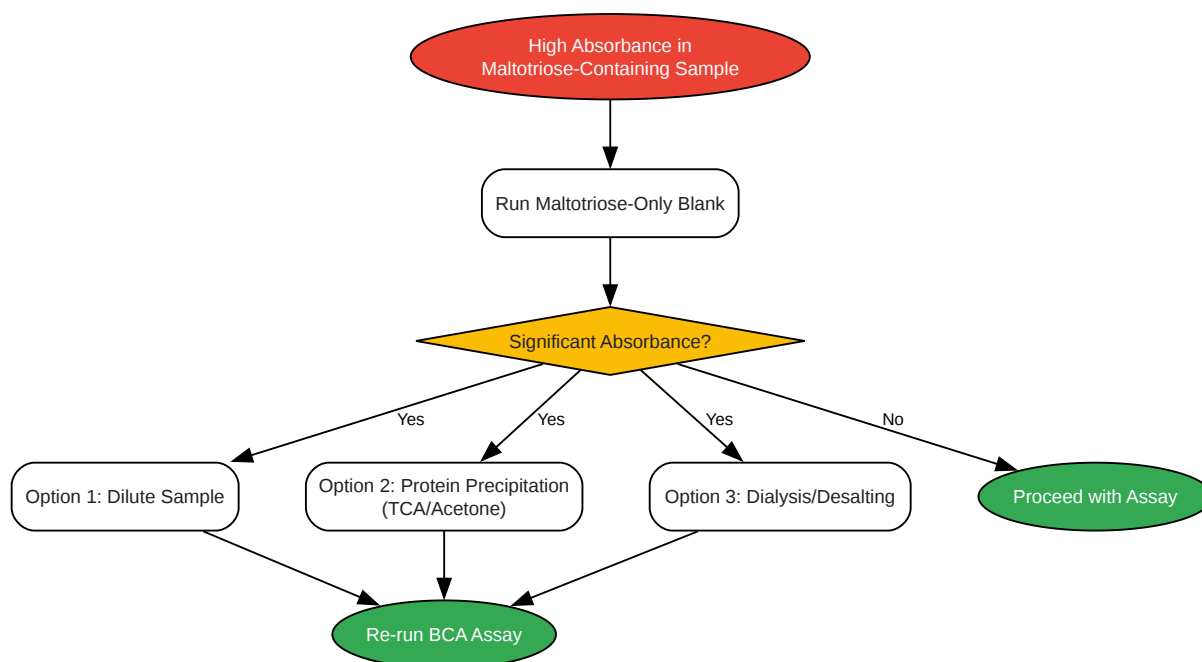 High Absorbance in
Maltotriose-Containing Sample
Run Maltotriose-Only Blank
Significant Absorbance?
Yes
Yes
Yes
No
Option 1: Dilute Sample
Option 2: Protein Precipitation
(TCA/Acetone)
Option 3: Dialysis/Desalting
Proceed with Assay
Re-run BCA Assay